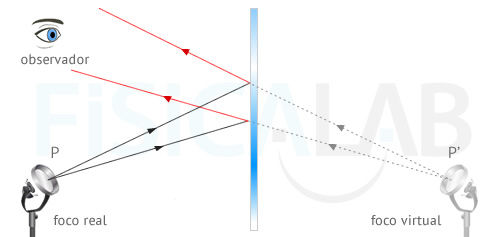 observador
FISICALAB
P
P'
foco real
foco virtual